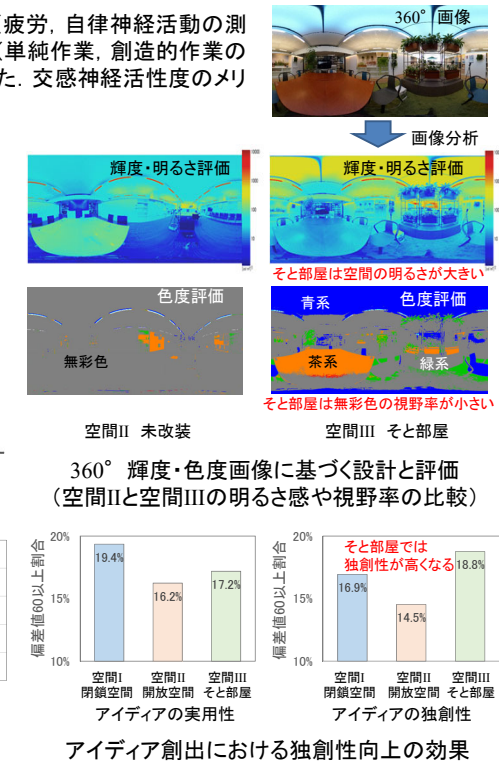 疲労，自律神経活動の測
単純作業，創造的作業の
た．交感神経活性度のメリ
360°画像
画像分析
輝度・明るさ評価
輝度・明るさ評価
そと部屋は空間の明るさが大きい
色度評価
無彩色
青系
色度評価
茶系
緑系
そと部屋は無彩色の視野率が小さい
空間II 未改装
空間III そと部屋
360°輝度・色度画像に基づく設計と評価
（空間IIと空間IIIの明るさ感や視野率の比較）
偏差値60以上割合
20%
15%
10%
19.4%
16.2%
17.2%
空間I
閉鎖空間
空間II
開放空間
空間III
そと部屋
アイディアの実用性
偏差値60以上割合
20%
15%
10%
そと部屋では
独創性が高くなる
16.9%
14.5%
18.8%
空間I
閉鎖空間
空間II
開放空間
空間III
そと部屋
アイディアの独創性
アイディア創出における独創性向上の効果